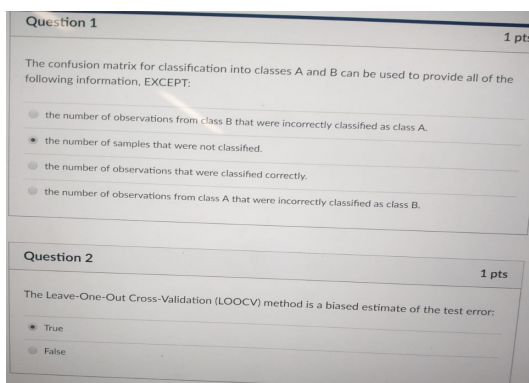 Question 1
1 pts
The confusion matrix for classification into classes A and B can be used to provide all of the
following information, EXCEPT:
the number of observations from class B that were incorrectly classified as class A.
the number of samples that were not classified.
the number of observations that were classified correctly.
the number of observations from class A that were incorrectly classified as class B.
Question 2
1 pts
The Leave-One-Out Cross-Validation (LOOCV) method is a biased estimate of the test error:
True
False